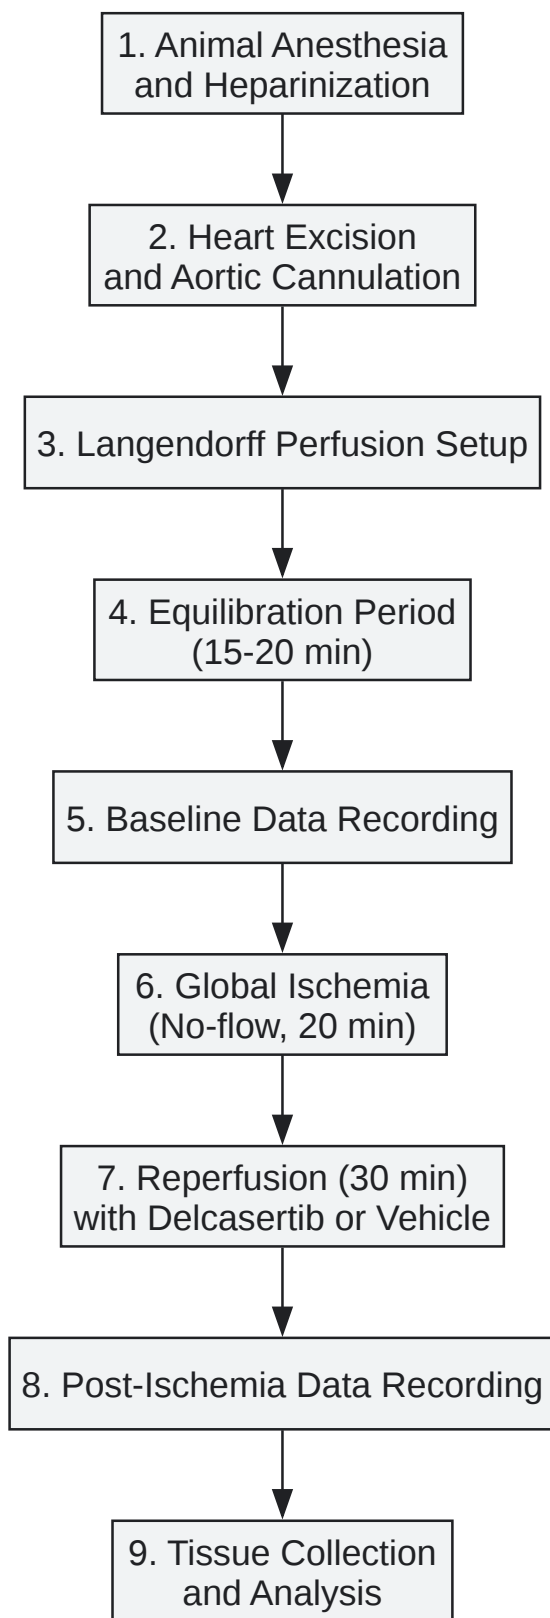 1. Animal Anesthesia
and Heparinization
2. Heart Excision
and Aortic Cannulation
3. Langendorff Perfusion Setup
4. Equilibration Period
(15-20 min)
5. Baseline Data Recording
6. Global Ischemia
(No-flow, 20 min)
7. Reperfusion (30 min)
with Delcasertib or Vehicle
8. Post-Ischemia Data Recording
9. Tissue Collection
and Analysis